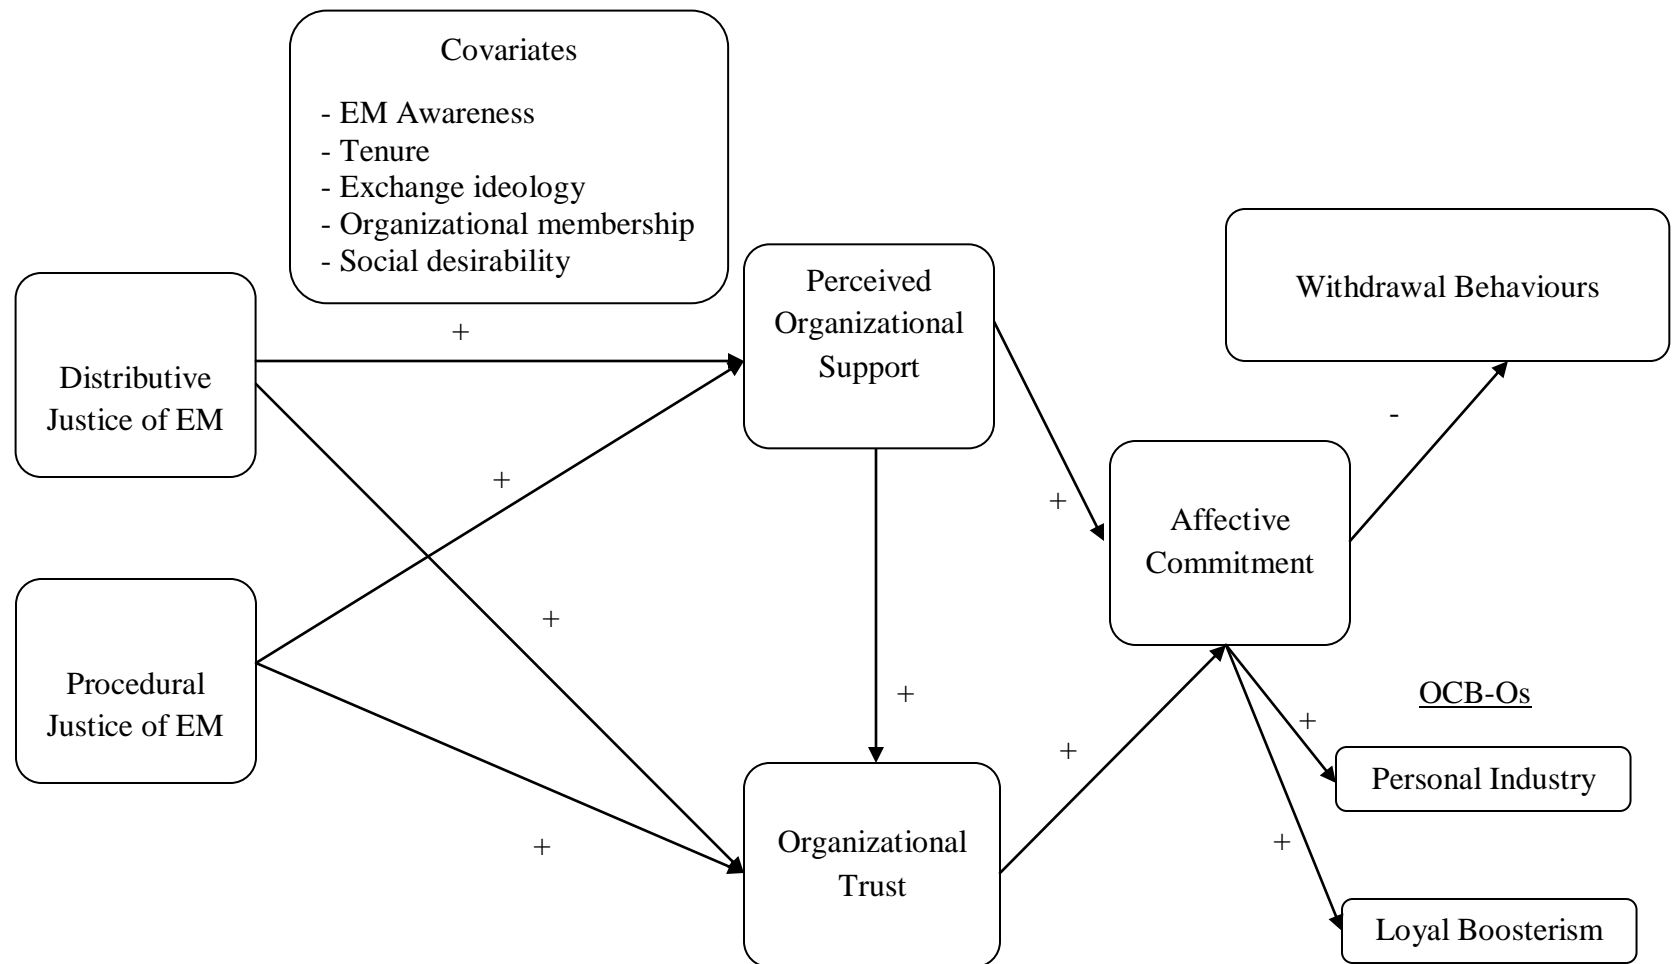 Covariates
- EM Awareness
- Tenure
- Exchange ideology
- Organizational membership
- Social desirability
Distributive
Justice of EM
Procedural
Justice of EM
+
+
+
+
Perceived
Organizational
Support
+
Organizational
Trust
+
+
Affective
Commitment
-
Withdrawal Behaviours
OCB-Os
+
Personal Industry
+
Loyal Boosterism